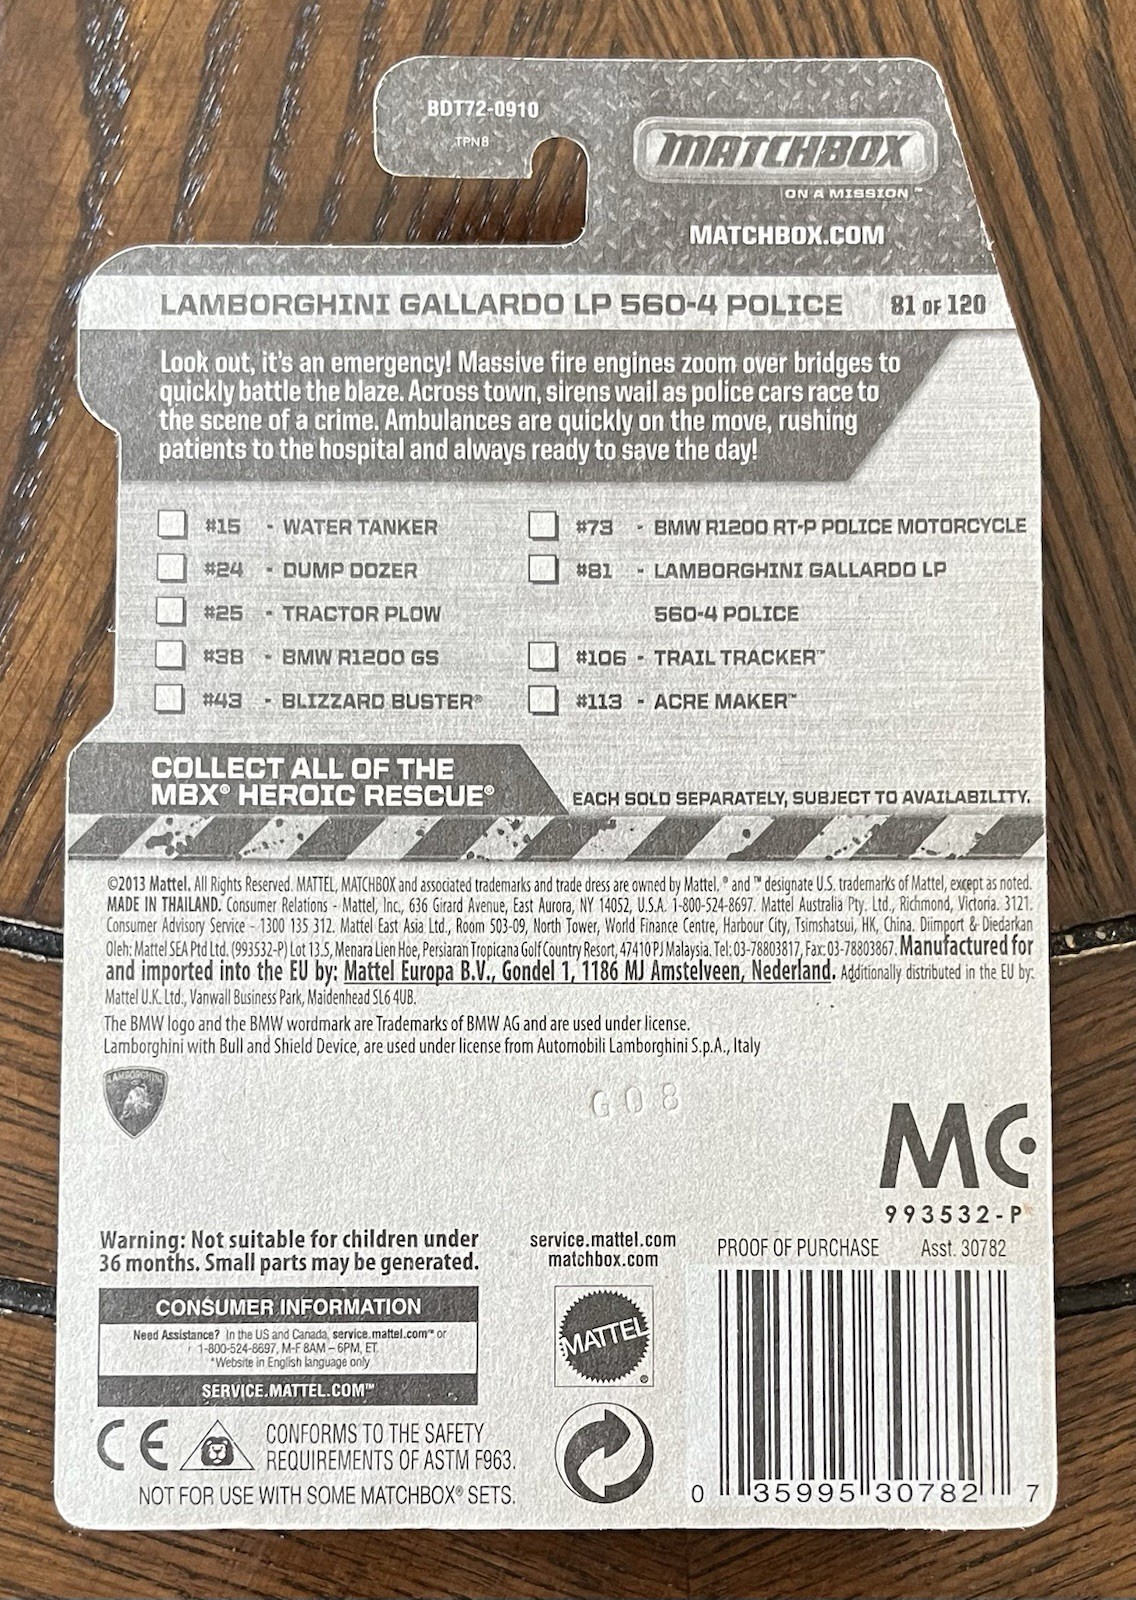 BDT72-0910
TPN8
MATCHBOX
ON A MISSION™
MATCHBOX.COM
LAMBORGHINI GALLARDO LP 560-4 POLICE 81 OF 120
Look out, it's an emergency! Massive fire engines zoom over bridges to
quickly battle the blaze. Across town, sirens wail as police cars race to
the scene of a crime. Ambulances are quickly on the move, rushing
patients to the hospital and always ready to save the day!
#15 - WATER TANKER
#24 - DUMP DOZER
#25 - TRACTOR PLOW
#38 - BMW R1200 GS
#43 - BLIZZARD BUSTER®
#73 - BMW R1200 RT-P POLICE MOTORCYCLE
#81 - LAMBORGHINI GALLARDO LP
560-4 POLICE
#106 - TRAIL TRACKER™
#113 - ACRE MAKER™
COLLECT ALL OF THE
MBX® HEROIC RESCUE®
EACH SOLD SEPARATELY, SUBJECT TO AVAILABILITY.
©2013 Mattel. All Rights Reserved. MATTEL, MATCHBOX and associated trademarks and trade dress are owned by Mattel. ® and ™ designate U.S. trademarks of Mattel, except as noted.
MADE IN THAILAND. Consumer Relations - Mattel, Inc., 636 Girard Avenue, East Aurora, NY 14052, U.S.A. 1-800-524-8697. Mattel Australia Pty. Ltd., Richmond, Victoria. 3121.
Consumer Advisory Service - 1300 135 312. Mattel East Asia Ltd., Room 503-09, North Tower, World Finance Centre, Harbour City, Tsimshatsui, HK, China. Diimport & Diedarkan
Oleh: Mattel SEA Ptd Ltd. (993532-P) Lot 13.5, Menara Lien Hoe, Persiaran Tropicana Golf Country Resort, 47410 PJ Malaysia. Tel: 03-78803817, Fax: 03-78803867. Manufactured for
and imported into the EU by: Mattel Europa B.V., Gondel 1, 1186 MJ Amstelveen, Nederland. Additionally distributed in the EU by:
Mattel U.K. Ltd., Vanwall Business Park, Maidenhead SL6 4UB.
The BMW logo and the BMW wordmark are Trademarks of BMW AG and are used under license.
Lamborghini with Bull and Shield Device, are used under license from Automobili Lamborghini S.p.A., Italy
LAMBORGHINI
G08
MC
993532-P
Warning: Not suitable for children under
36 months. Small parts may be generated.
service.mattel.com
matchbox.com
PROOF OF PURCHASE Asst. 30782
CONSUMER INFORMATION
Need Assistance? In the US and Canada, service.mattel.com™ or
1-800-524-8697, M-F 8AM – 6PM, ET.
*Website in English language only
SERVICE.MATTEL.COM™
MATTEL®
CE
CONFORMS TO THE SAFETY
REQUIREMENTS OF ASTM F963.
NOT FOR USE WITH SOME MATCHBOX® SETS.
0 35995 30782 7